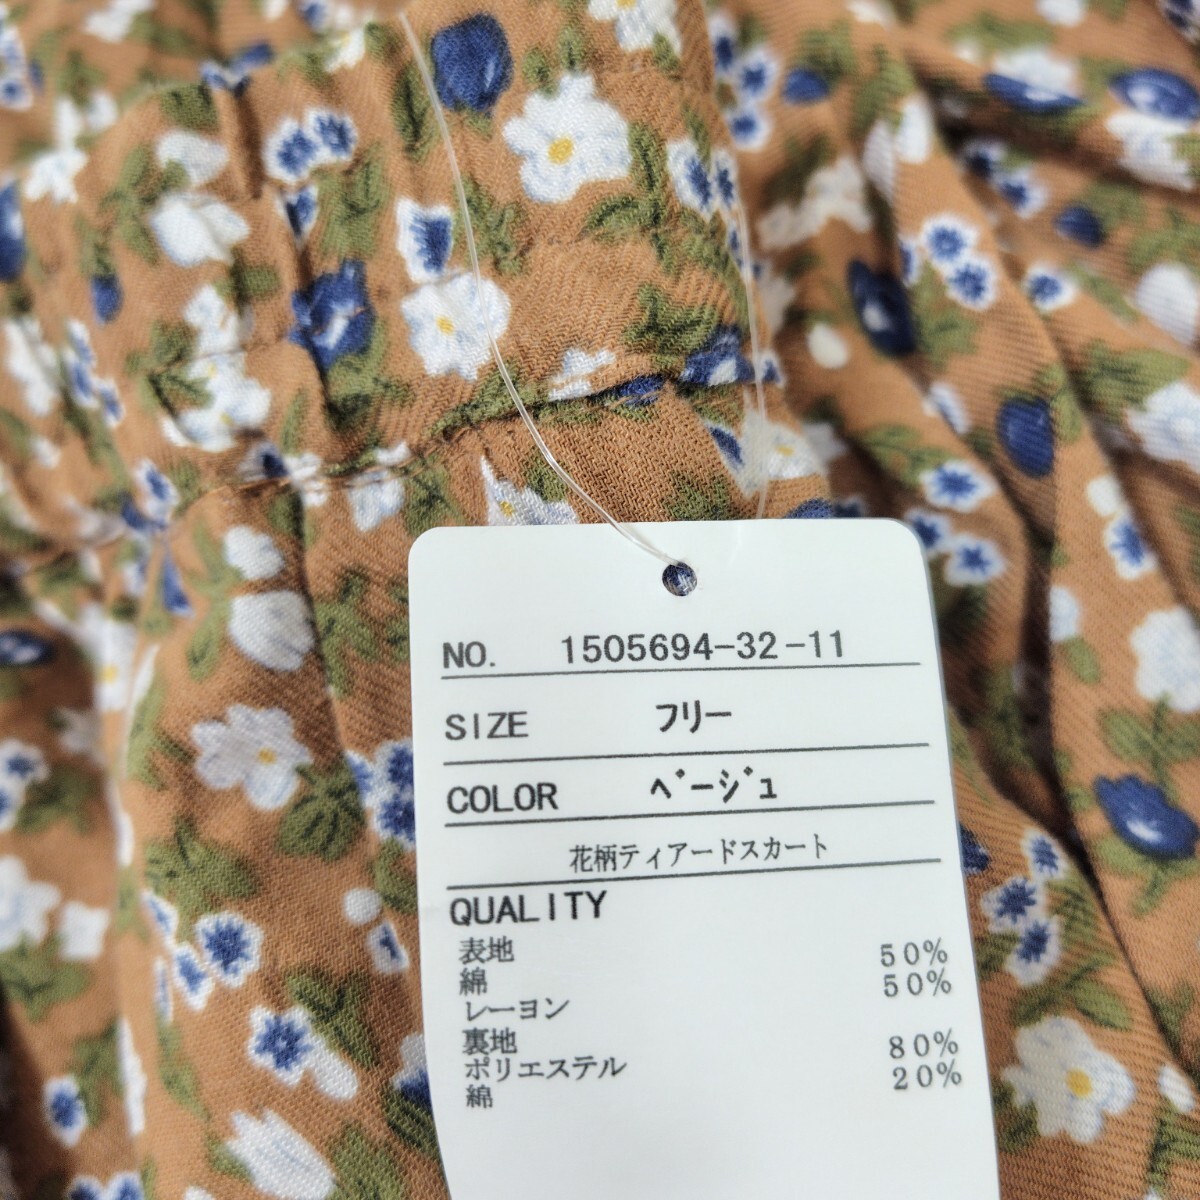 NO. 1505694-32-11
SIZE フリー
COLOR ベージュ
花柄ティアードスカート
QUALITY
表地
綿 50%
レーヨン 50%
裏地
ポリエステル 80%
綿 20%